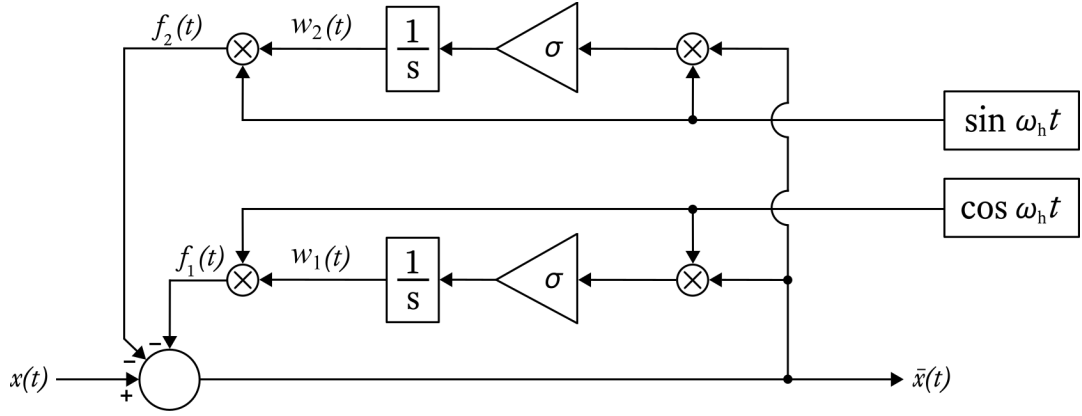 f₂(t)
w₂(t)
1
s
σ
sin ωₕt
cos ωₕt
f₁(t)
w₁(t)
1
s
σ
−
−
x(t)
+
x̄(t)